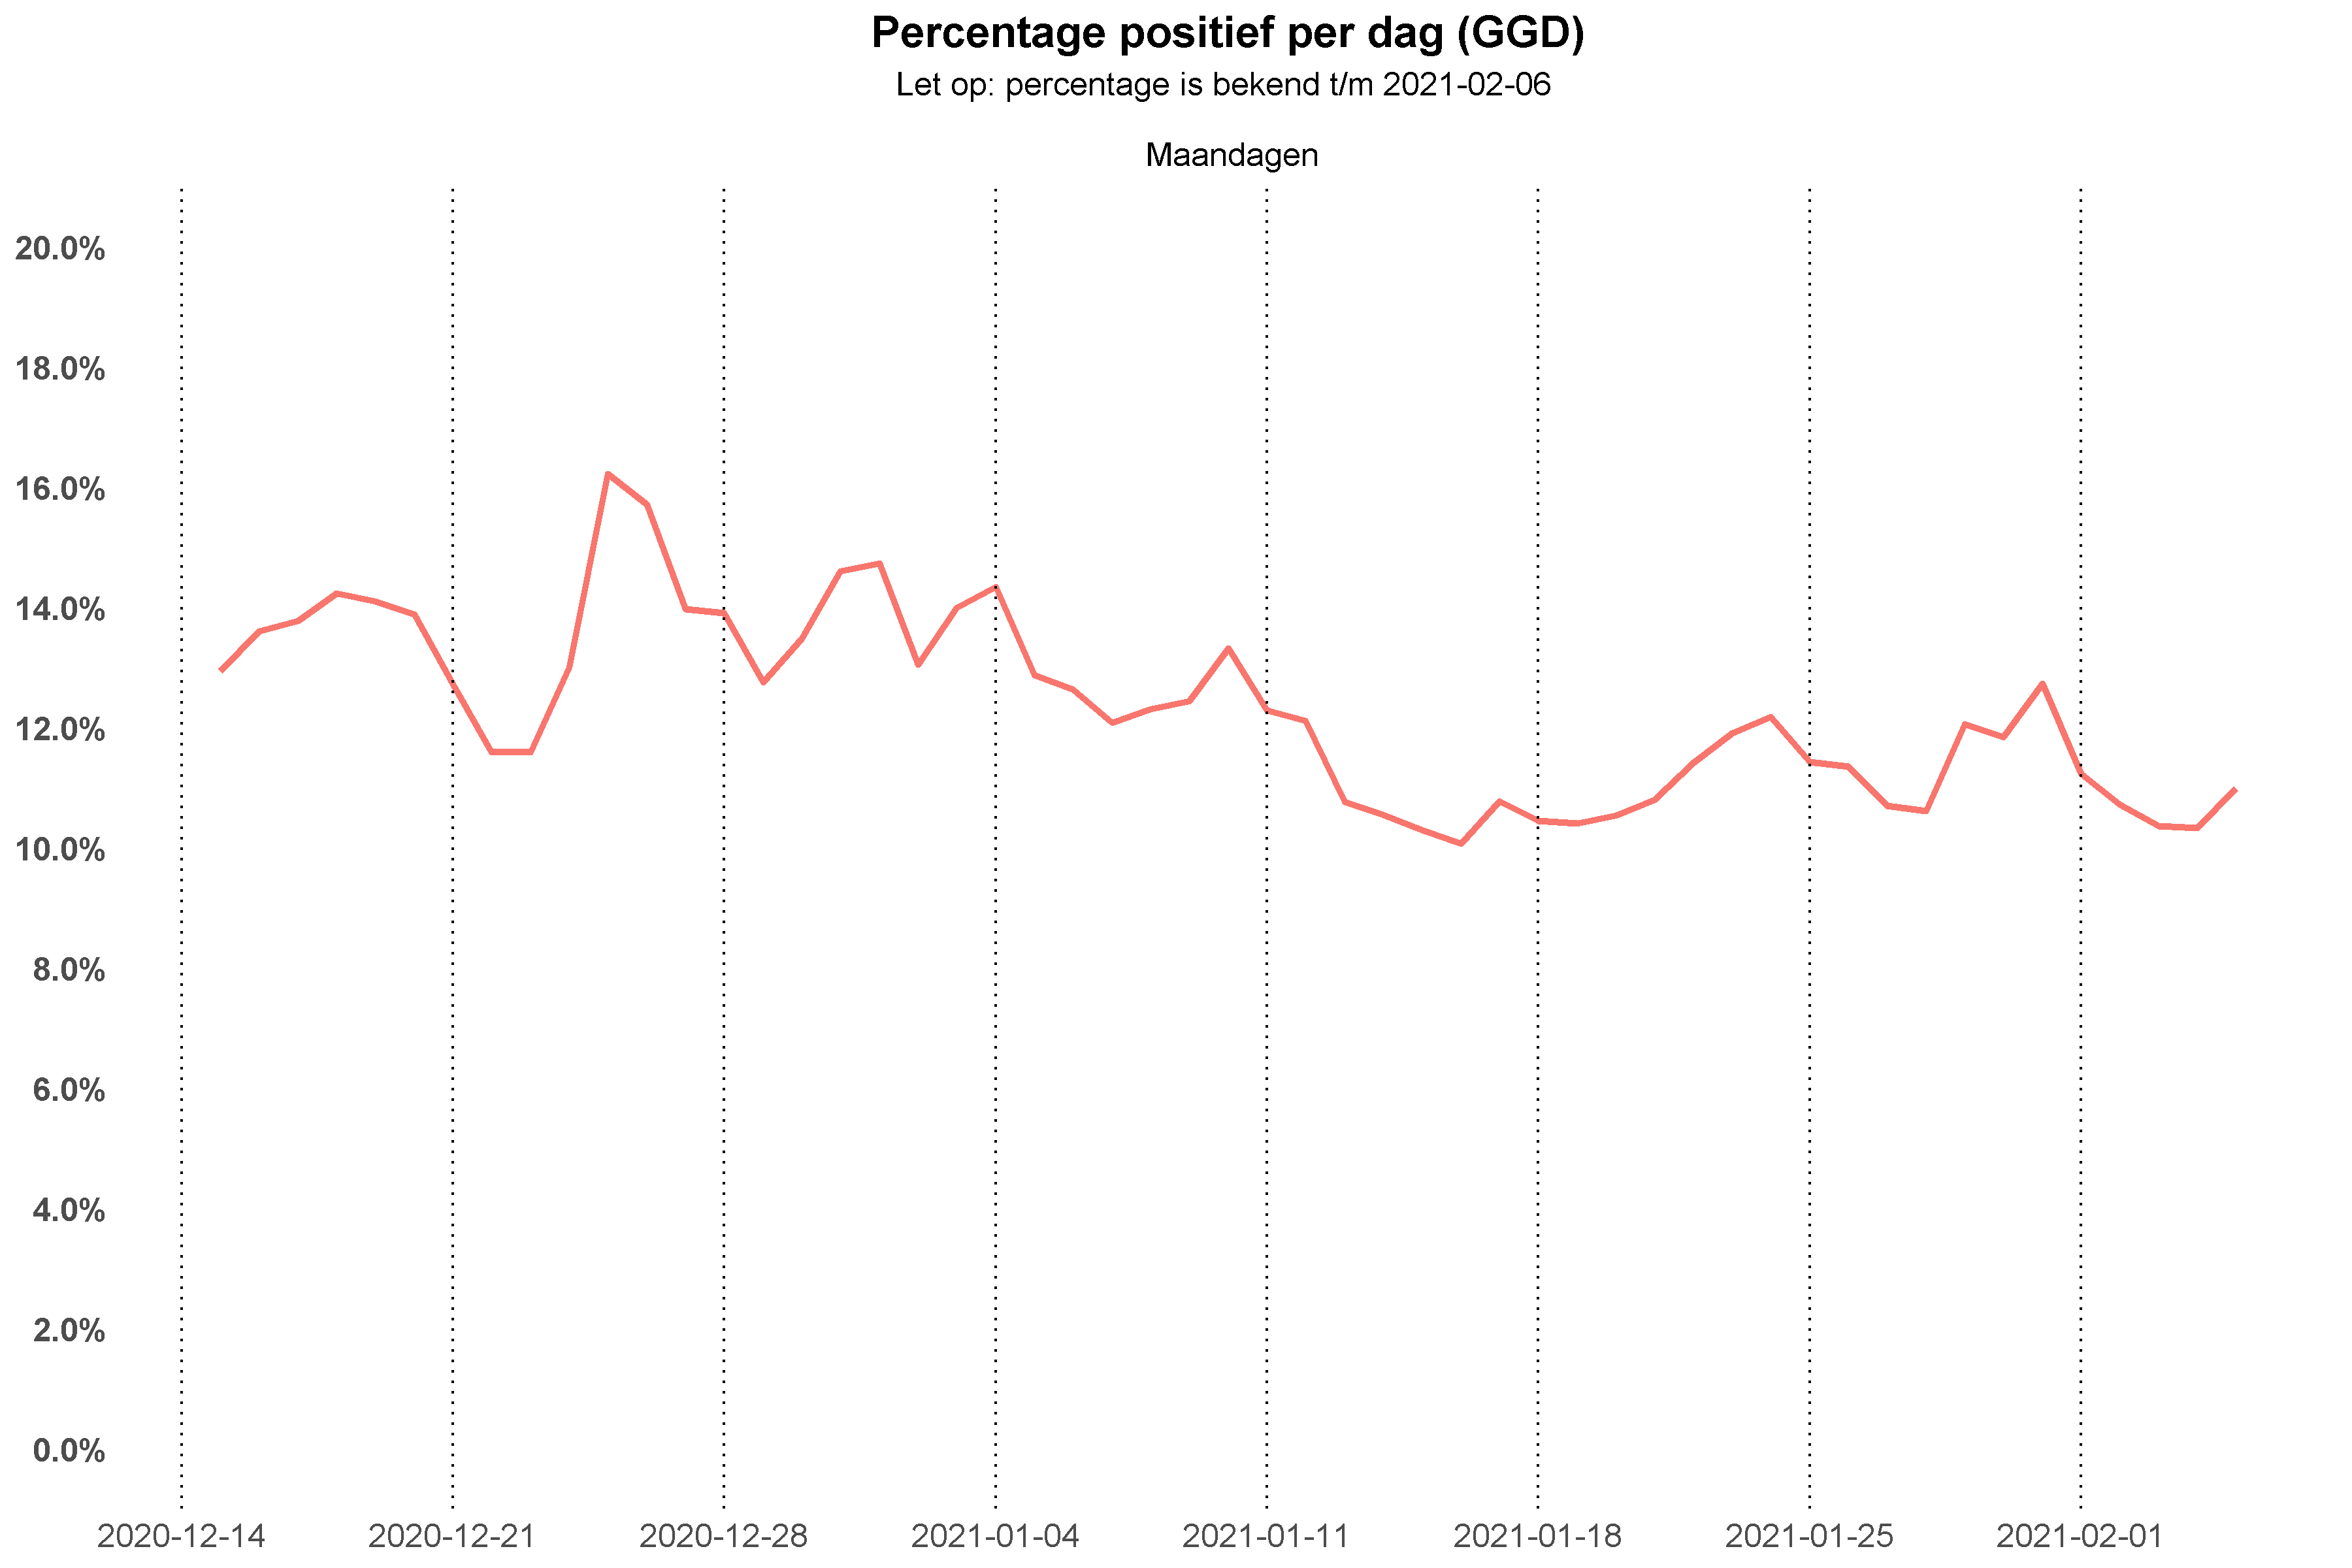 Percentage positief per dag (GGD)
Let op: percentage is bekend t/m 2021-02-06
Maandagen
20.0%
18.0%
16.0%
14.0%
12.0%
10.0%
8.0%
6.0%
4.0%
2.0%
0.0%
2020-12-14 2020-12-21 2020-12-28 2021-01-04 2021-01-11 2021-01-18 2021-01-25 2021-02-01